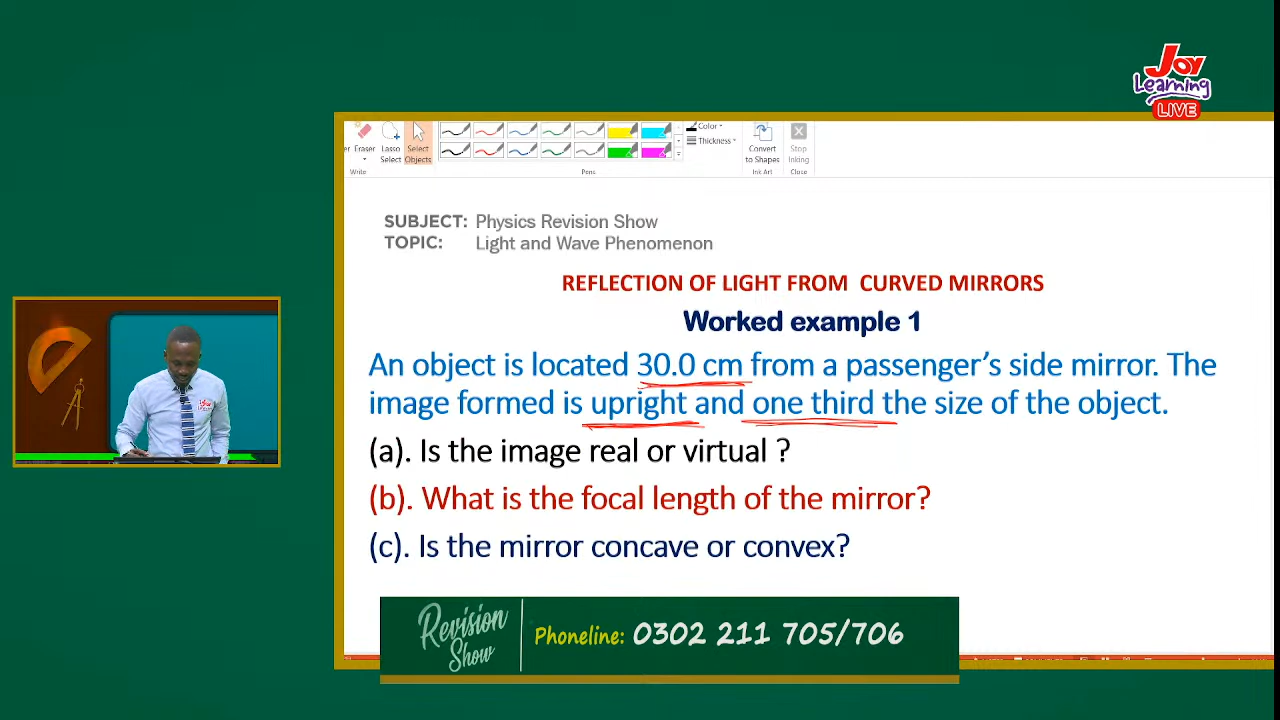 Joy
Learning
LIVE
er Eraser
Lasso
Select
Select
Objects
Color
Thickness
Convert
to Shapes
Stop
Inking
Write
Pens
Ink Art
Close
SUBJECT: Physics Revision Show
TOPIC: Light and Wave Phenomenon
REFLECTION OF LIGHT FROM CURVED MIRRORS
Worked example 1
An object is located 30.0 cm from a passenger’s side mirror. The
image formed is upright and one third the size of the object.
(a). Is the image real or virtual ?
(b). What is the focal length of the mirror?
(c). Is the mirror concave or convex?
Revision
Show
Phoneline: 0302 211 705/706